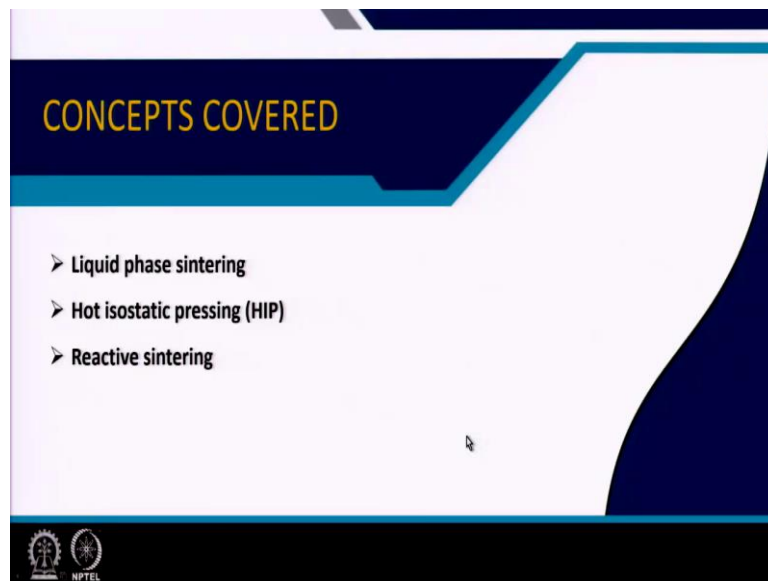 CONCEPTS COVERED
➢ Liquid phase sintering
➢ Hot isostatic pressing (HIP)
➢ Reactive sintering
NPTEL